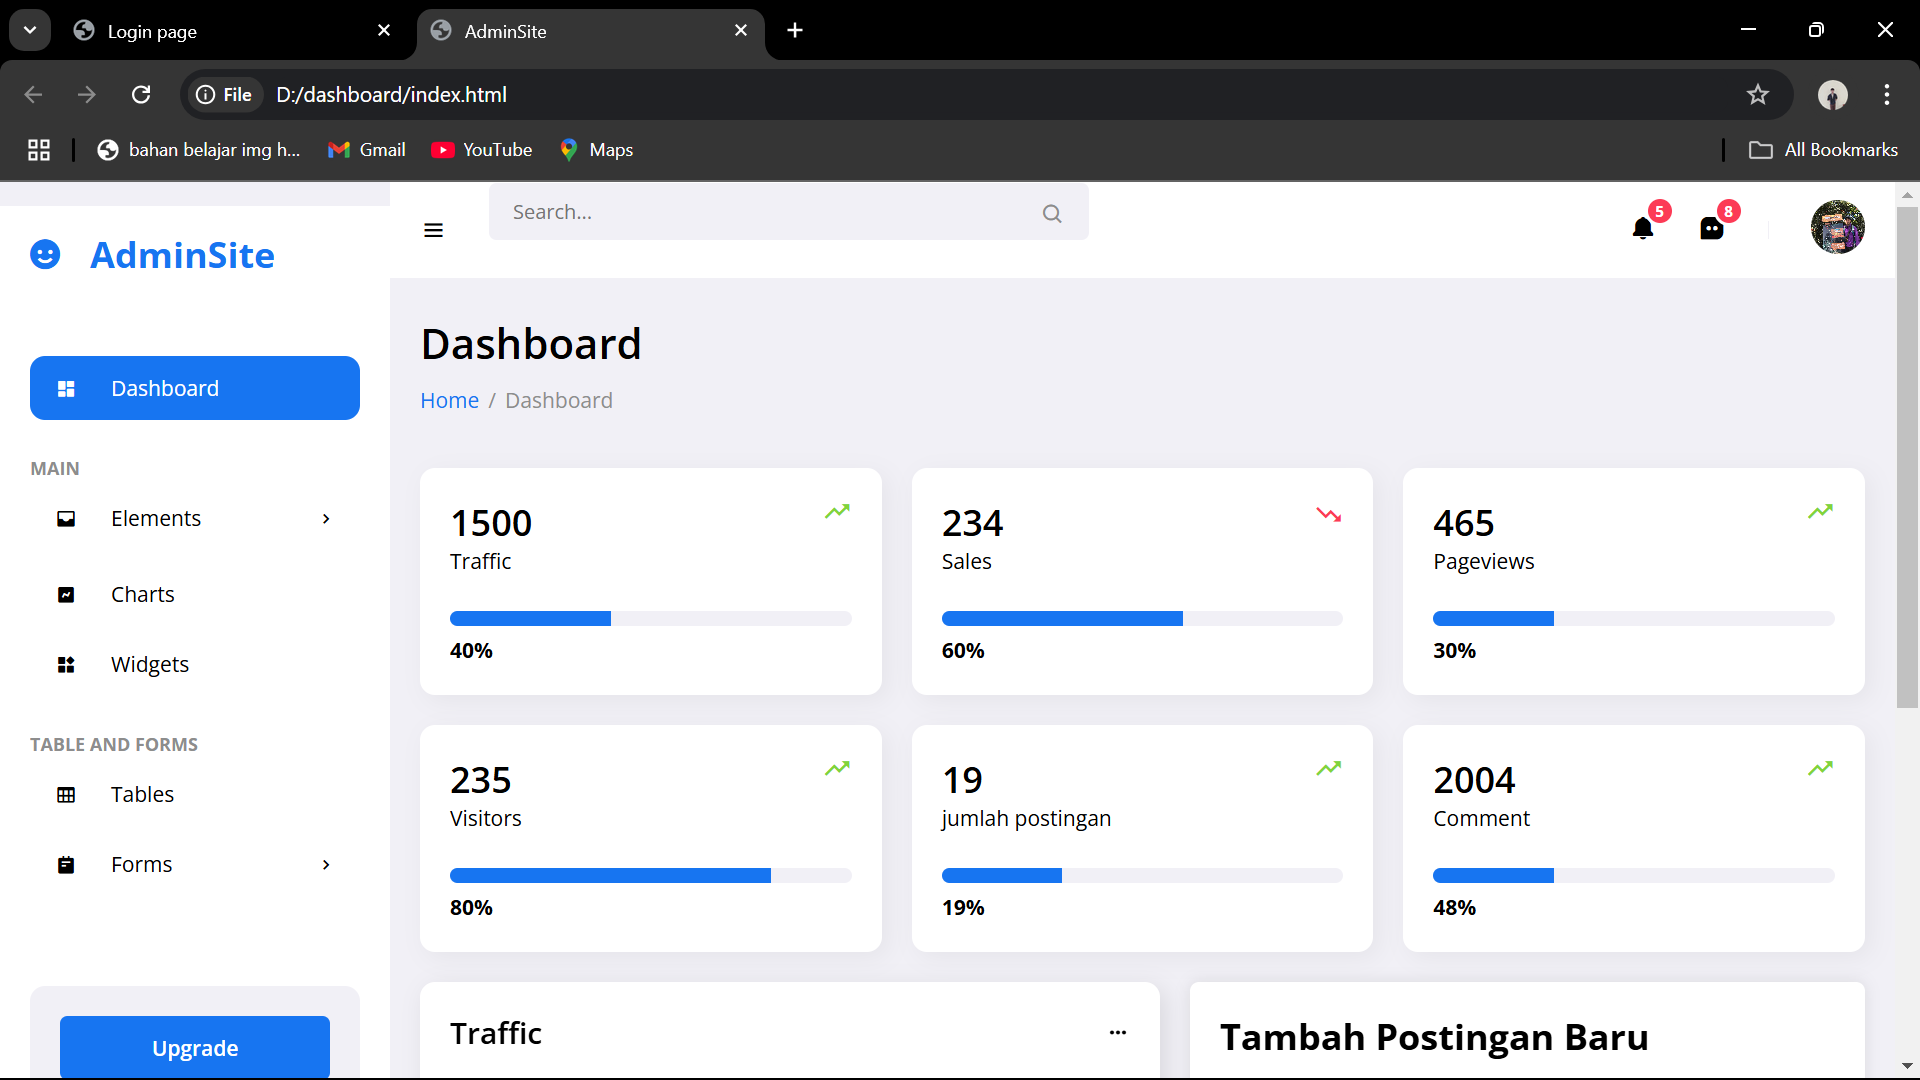 Login page
AdminSite
File
D:/dashboard/index.html
bahan belajar img h...
Gmail
YouTube
Maps
All Bookmarks
AdminSite
Search...
5
8
Dashboard
Home / Dashboard
Dashboard
MAIN
Elements
Charts
Widgets
TABLE AND FORMS
Tables
Forms
Upgrade
1500
Traffic
40%
234
Sales
60%
465
Pageviews
30%
235
Visitors
80%
19
jumlah postingan
19%
2004
Comment
48%
Traffic
Tambah Postingan Baru